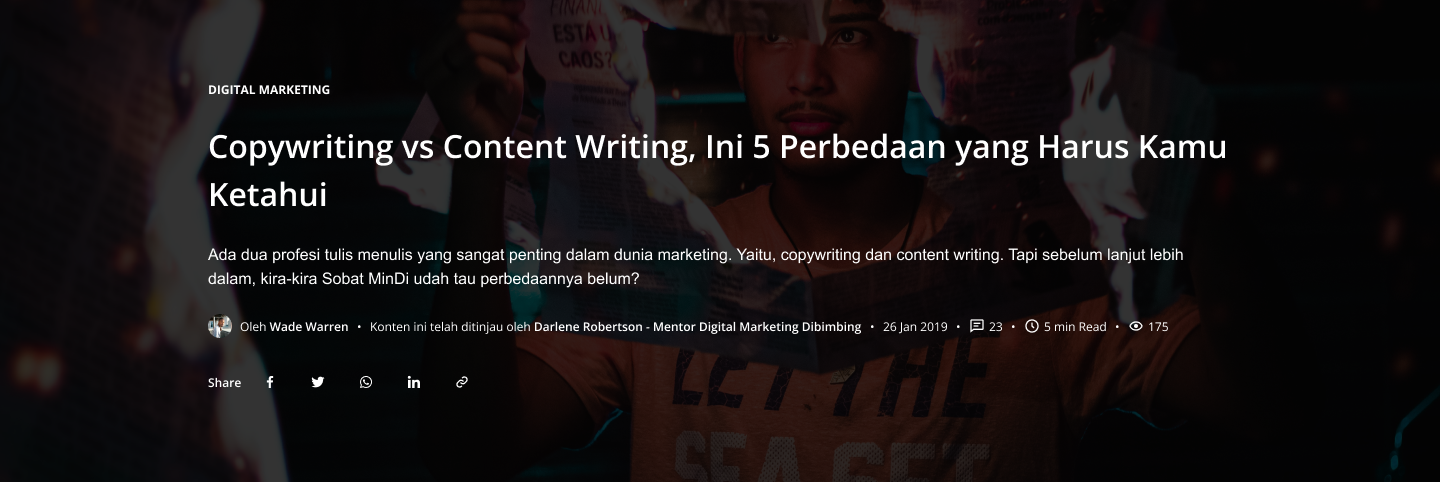 FINAN
ESTÁ U
CAOS?
DIGITAL MARKETING
Copywriting vs Content Writing, Ini 5 Perbedaan yang Harus Kamu
Ketahui
Ada dua profesi tulis menulis yang sangat penting dalam dunia marketing. Yaitu, copywriting dan content writing. Tapi sebelum lanjut lebih
dalam, kira-kira Sobat MinDi udah tau perbedaannya belum?
Oleh Wade Warren • Konten ini telah ditinjau oleh Darlene Robertson - Mentor Digital Marketing Dibimbing • 26 Jan 2019 • 23 • 5 min Read • 175
LET THE
Share
SEA GET